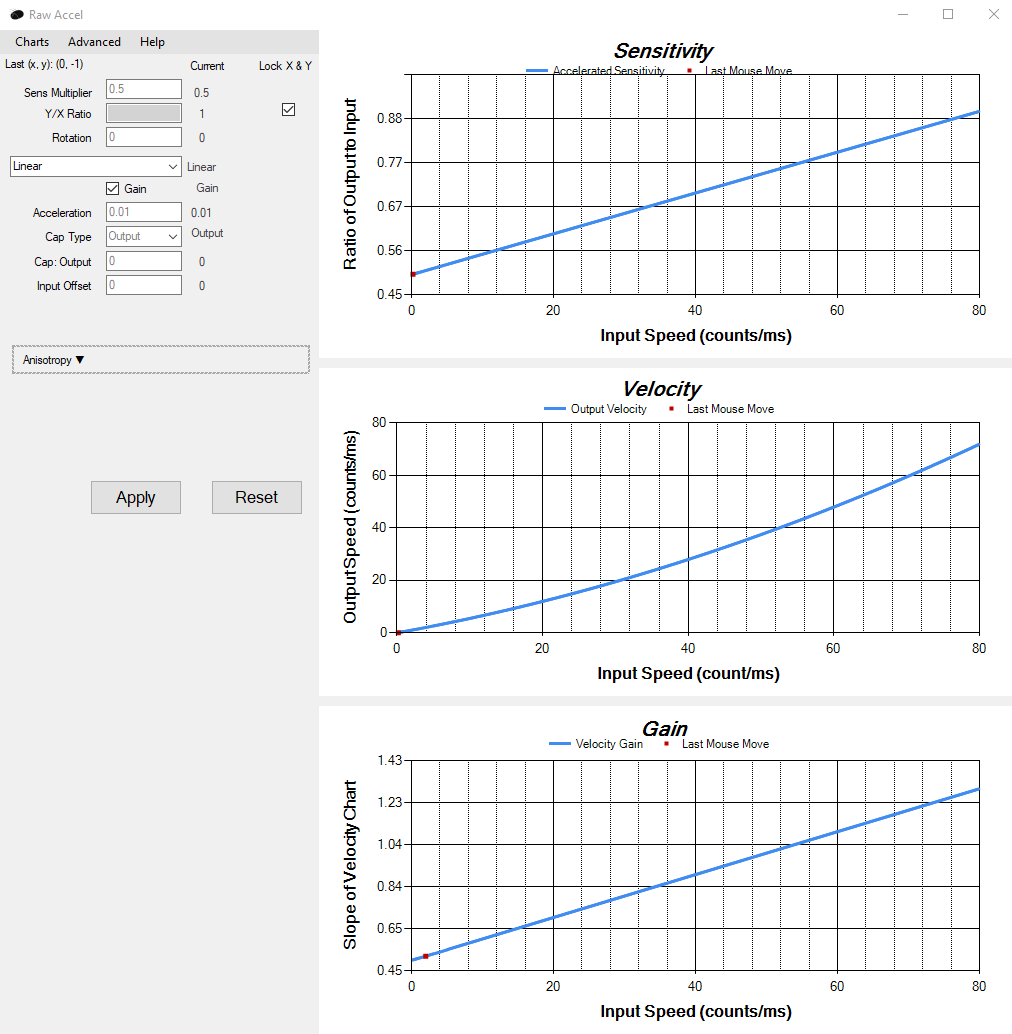 Raw Accel
Charts Advanced Help
Last (x, y): (0, -1)
Current
Lock X & Y
Sens Multiplier 0.5 0.5
Y/X Ratio 1
Rotation 0 0
Linear Linear
Gain Gain
Acceleration 0.01 0.01
Cap Type Output Output
Cap: Output 0 0
Input Offset 0 0
Anisotropy ▼
Apply Reset
Sensitivity
Accelerated Sensitivity Last Mouse Move
Ratio of Output to Input
0.88
0.77
0.67
0.56
0.45
0 20 40 60 80
Input Speed (counts/ms)
Velocity
Output Velocity Last Mouse Move
Output Speed (counts/ms)
80
60
40
20
0
0 20 40 60 80
Input Speed (count/ms)
Gain
Velocity Gain Last Mouse Move
Slope of Velocity Chart
1.43
1.23
1.04
0.84
0.65
0.45
0 20 40 60 80
Input Speed (counts/ms)